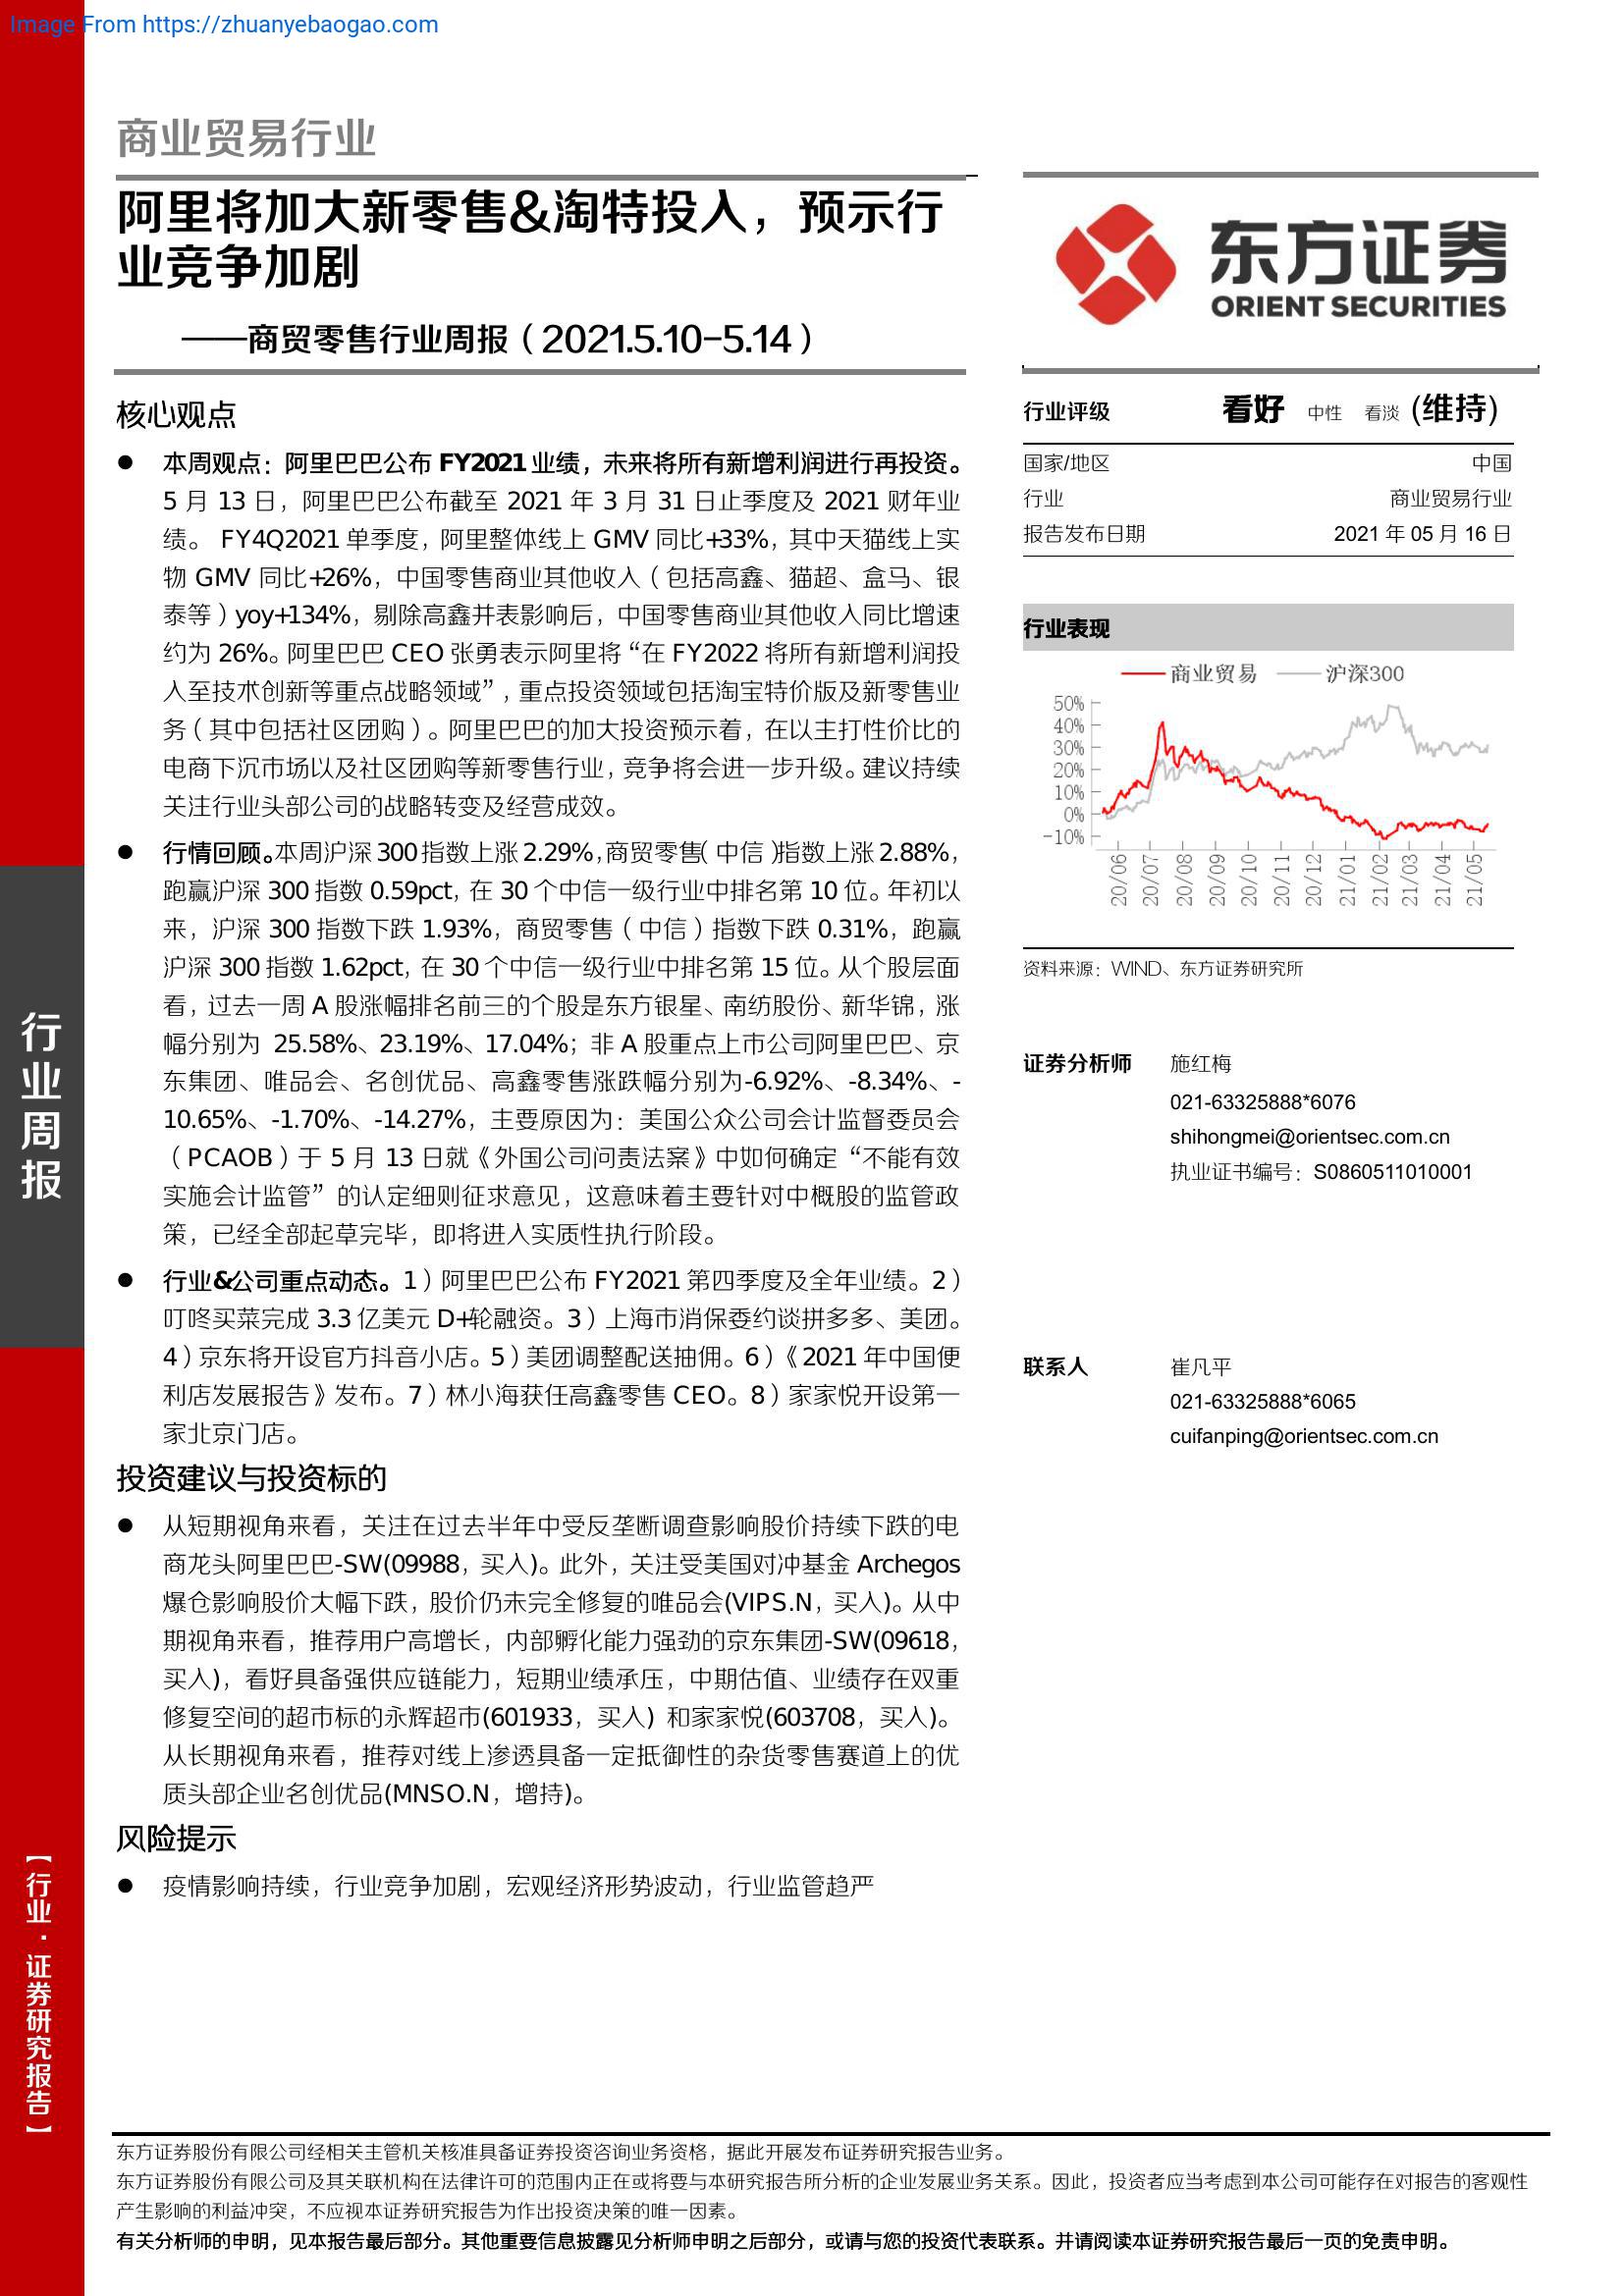 Image From https://zhuanyebaogao.com
商业贸易行业
阿里将加大新零售&淘特投入，预示行
业竞争加剧
——商贸零售行业周报（2021.5.10-5.14）
核心观点
● 本周观点：阿里巴巴公布 FY2021 业绩，未来将所有新增利润进行再投资。
5 月 13 日，阿里巴巴公布截至 2021 年 3 月 31 日止季度及 2021 财年业
绩。 FY4Q2021 单季度，阿里整体线上 GMV 同比+33%，其中天猫线上实
物 GMV 同比+26%，中国零售商业其他收入（包括高鑫、猫超、盒马、银
泰等）yoy+134%，剔除高鑫并表影响后，中国零售商业其他收入同比增速
约为 26%。阿里巴巴 CEO 张勇表示阿里将“在 FY2022 将所有新增利润投
入至技术创新等重点战略领域”，重点投资领域包括淘宝特价版及新零售业
务（其中包括社区团购）。阿里巴巴的加大投资预示着，在以主打性价比的
电商下沉市场以及社区团购等新零售行业，竞争将会进一步升级。建议持续
关注行业头部公司的战略转变及经营成效。
● 行情回顾。本周沪深 300 指数上涨 2.29%，商贸零售（中信）指数上涨 2.88%，
跑赢沪深 300 指数 0.59pct，在 30 个中信一级行业中排名第 10 位。年初以
来，沪深 300 指数下跌 1.93%，商贸零售（中信）指数下跌 0.31%，跑赢
沪深 300 指数 1.62pct，在 30 个中信一级行业中排名第 15 位。从个股层面
看，过去一周 A 股涨幅排名前三的个股是东方银星、南纺股份、新华锦，涨
幅分别为 25.58%、23.19%、17.04%；非 A 股重点上市公司阿里巴巴、京
东集团、唯品会、名创优品、高鑫零售涨跌幅分别为-6.92%、-8.34%、-
10.65%、-1.70%、-14.27%，主要原因为：美国公众公司会计监督委员会
（PCAOB）于 5 月 13 日就《外国公司问责法案》中如何确定“不能有效
实施会计监管”的认定细则征求意见，这意味着主要针对中概股的监管政
策，已经全部起草完毕，即将进入实质性执行阶段。
● 行业&公司重点动态。1）阿里巴巴公布 FY2021 第四季度及全年业绩。2）
叮咚买菜完成 3.3 亿美元 D+轮融资。3）上海市消保委约谈拼多多、美团。
4）京东将开设官方抖音小店。5）美团调整配送抽佣。6）《2021 年中国便
利店发展报告》发布。7）林小海获任高鑫零售 CEO。8）家家悦开设第一
家北京门店。
投资建议与投资标的
● 从短期视角来看，关注在过去半年中受反垄断调查影响股价持续下跌的电
商龙头阿里巴巴-SW(09988，买入)。此外，关注受美国对冲基金 Archegos
爆仓影响股价大幅下跌，股价仍未完全修复的唯品会(VIPS.N，买入)。从中
期视角来看，推荐用户高增长，内部孵化能力强劲的京东集团-SW(09618，
买入)，看好具备强供应链能力，短期业绩承压，中期估值、业绩存在双重
修复空间的超市标的永辉超市(601933，买入) 和家家悦(603708，买入)。
从长期视角来看，推荐对线上渗透具备一定抵御性的杂货零售赛道上的优
质头部企业名创优品(MNSO.N，增持)。
风险提示
● 疫情影响持续，行业竞争加剧，宏观经济形势波动，行业监管趋严
东方证券
ORIENT SECURITIES
行业评级 看好 中性 看淡 (维持)
国家/地区 中国
行业 商业贸易行业
报告发布日期 2021 年 05 月 16 日
行业表现
商业贸易 沪深300
50%
40%
30%
20%
10%
0%
-10%
20/06 20/07 20/08 20/09 20/10 20/11 20/12 21/01 21/02 21/03 21/04 21/05
资料来源：WIND、东方证券研究所
证券分析师 施红梅
021-63325888*6076
shihongmei@orientsec.com.cn
执业证书编号：S0860511010001
联系人 崔凡平
021-63325888*6065
cuifanping@orientsec.com.cn
行业周报
【行业·证券研究报告】
东方证券股份有限公司经相关主管机关核准具备证券投资咨询业务资格，据此开展发布证券研究报告业务。
东方证券股份有限公司及其关联机构在法律许可的范围内正在或将要与本研究报告所分析的企业发展业务关系。因此，投资者应当考虑到本公司可能存在对报告的客观性
产生影响的利益冲突，不应视本证券研究报告为作出投资决策的唯一因素。
有关分析师的申明，见本报告最后部分。其他重要信息披露见分析师申明之后部分，或请与您的投资代表联系。并请阅读本证券研究报告最后一页的免责申明。